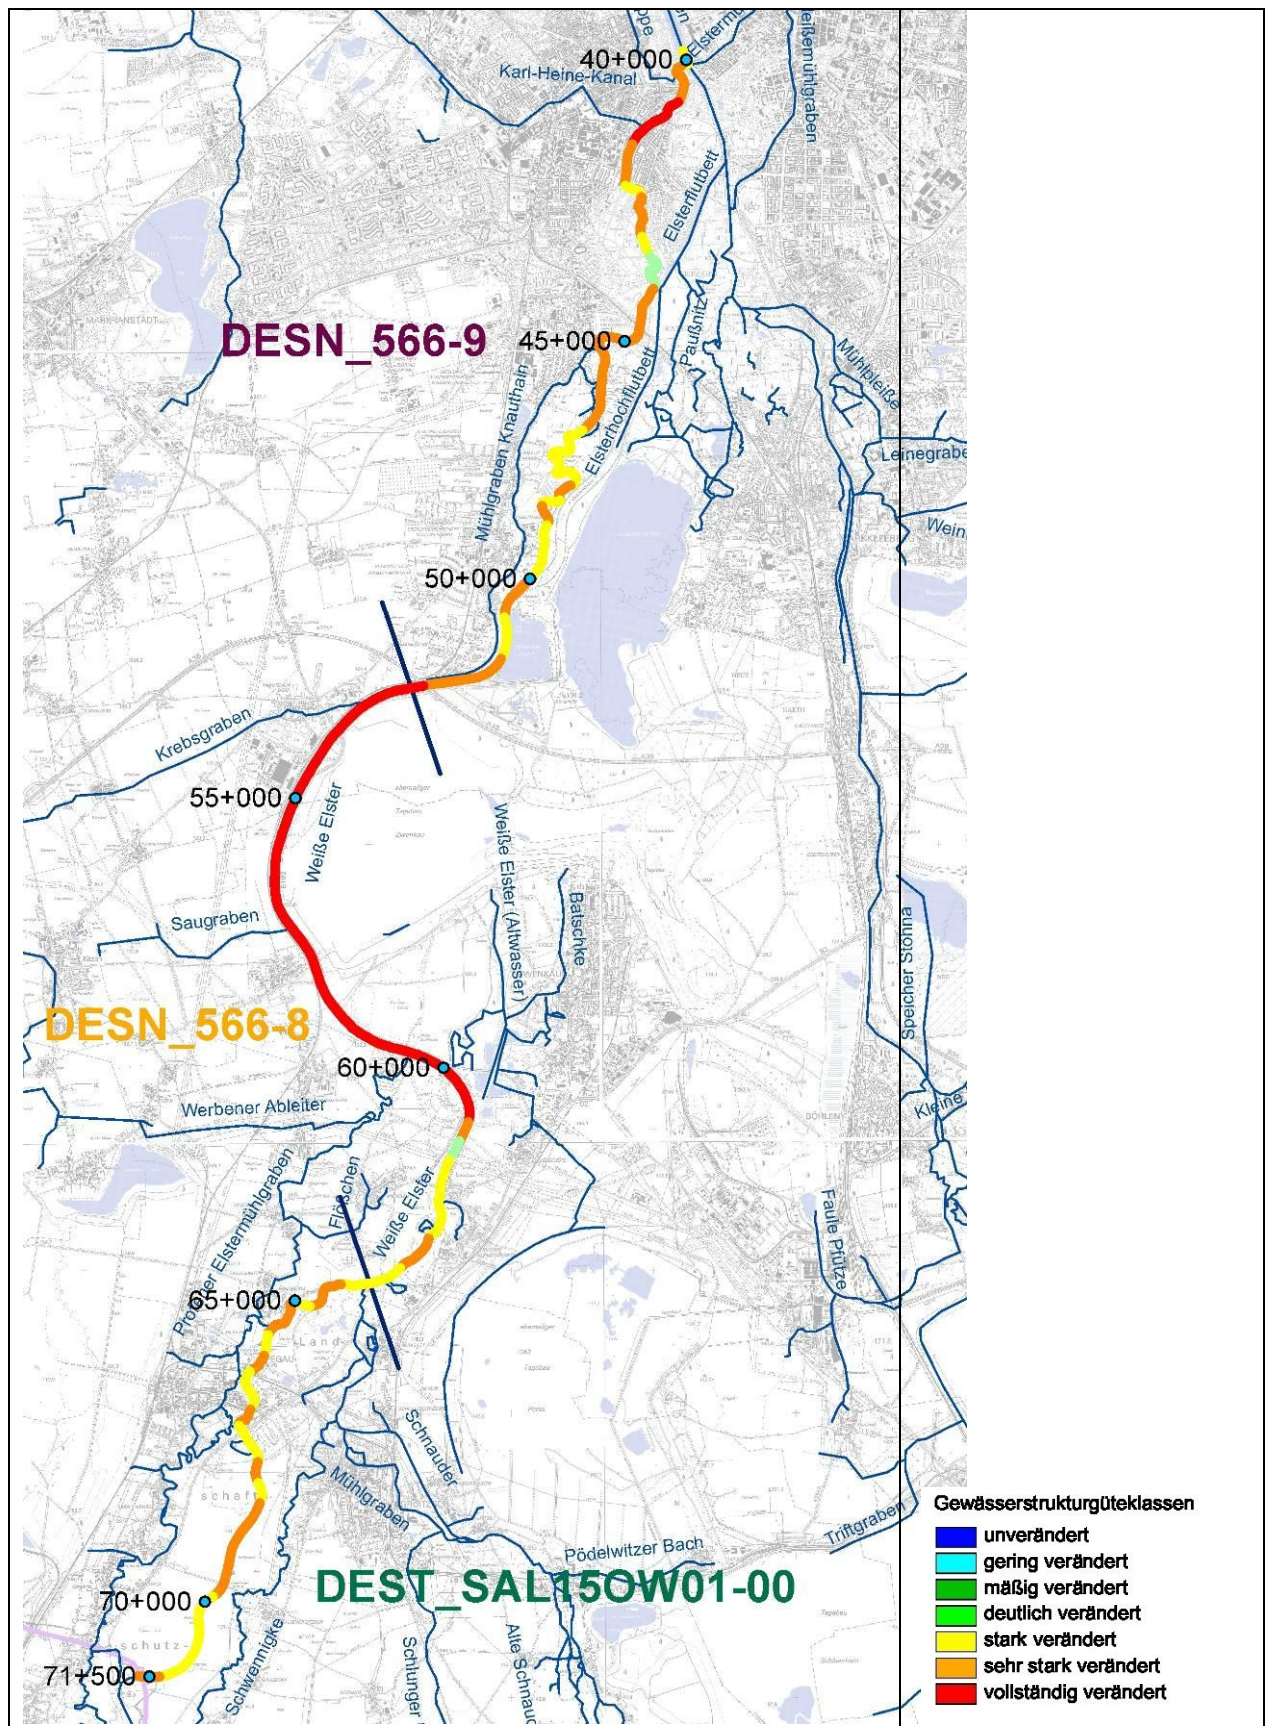 40+000
Karl-Heine-Kanal
Elsterflutbett
DESN_566-9
45+000
Paußnitz
Mühlpleiße
Mühlgraben Knauthain
Elsterhochflutbett
50+000
Krebsgraben
55+000
Weiße Elster
Weiße Elster (Altwasser)
Batschke
Saugraben
Speicher Stöhna
DESN_566-8
60+000
Werbener Ableiter
Kleine
Weiße Elster
Faule Pfütze
65+000
Schnauder
Mühlgraben
Triftgraben
Pödelwitzer Bach
DEST_SAL15OW01-00
70+000
Schwennigke
Schlunger
71+500
Gewässerstrukturgüteklassen
unverändert
gering verändert
mäßig verändert
deutlich verändert
stark verändert
sehr stark verändert
vollständig verändert